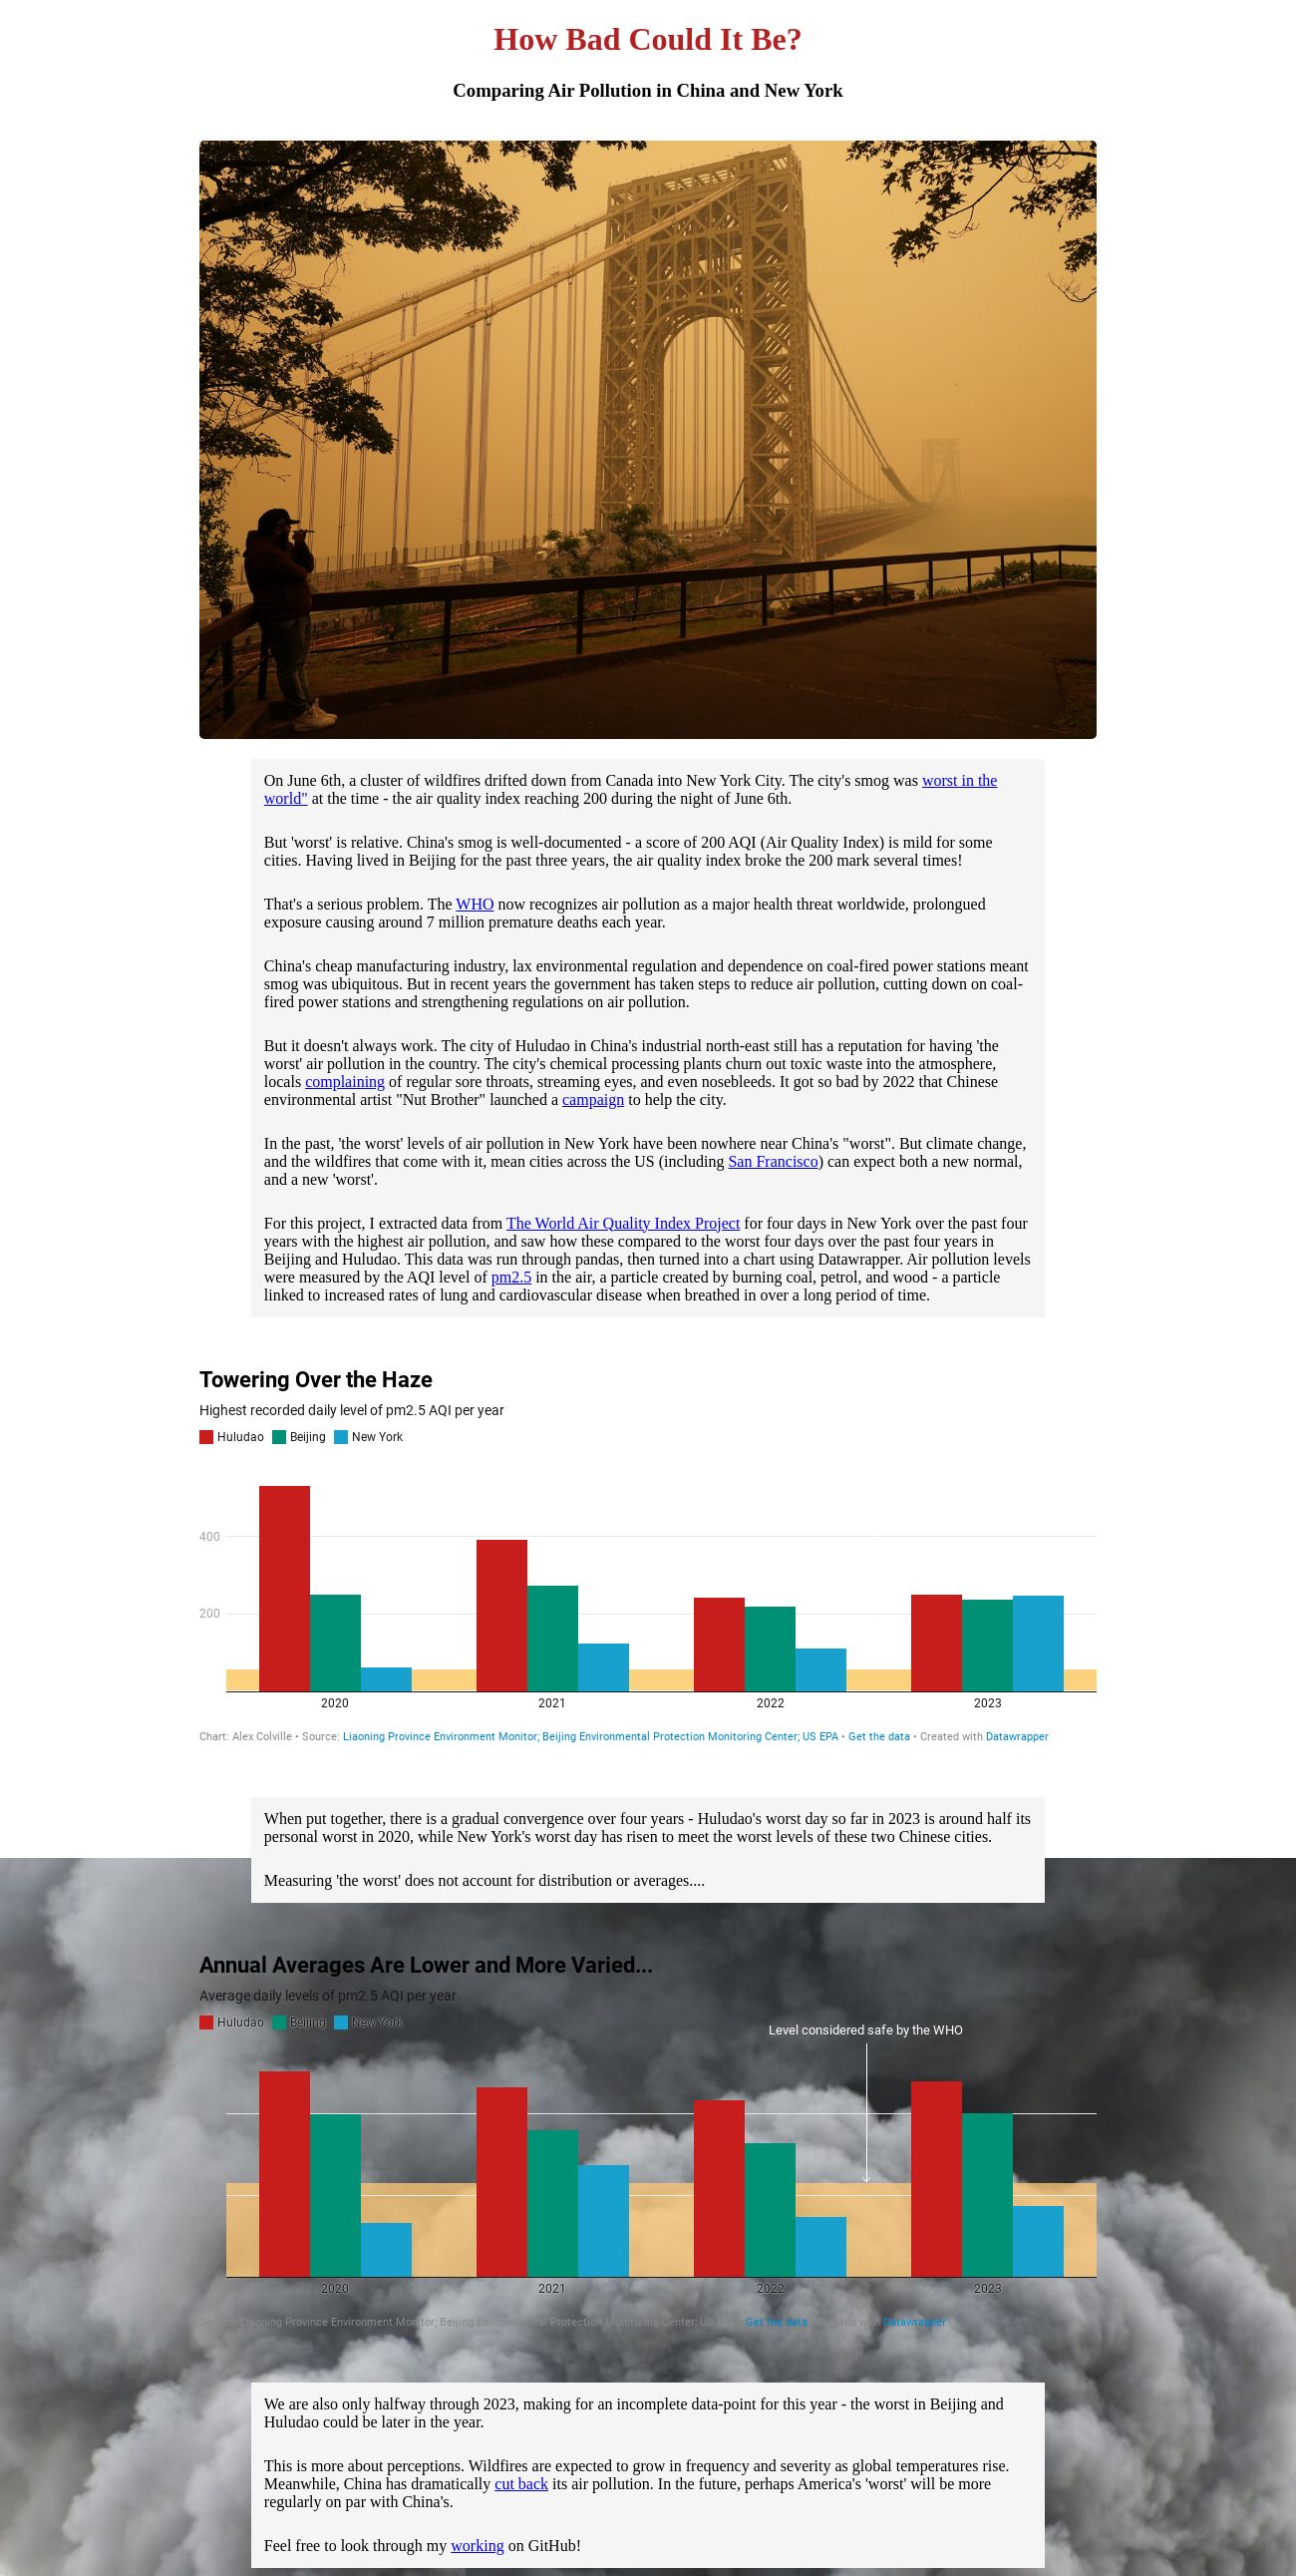 How Bad Could It Be?
Comparing Air Pollution in China and New York
On June 6th, a cluster of wildfires drifted down from Canada into New York City. The city's smog was worst in the
world" at the time - the air quality index reaching 200 during the night of June 6th.
But 'worst' is relative. China's smog is well-documented - a score of 200 AQI (Air Quality Index) is mild for some
cities. Having lived in Beijing for the past three years, the air quality index broke the 200 mark several times!
That's a serious problem. The WHO now recognizes air pollution as a major health threat worldwide, prolongued
exposure causing around 7 million premature deaths each year.
China's cheap manufacturing industry, lax environmental regulation and dependence on coal-fired power stations meant
smog was ubiquitous. But in recent years the government has taken steps to reduce air pollution, cutting down on coal-
fired power stations and strengthening regulations on air pollution.
But it doesn't always work. The city of Huludao in China's industrial north-east still has a reputation for having 'the
worst' air pollution in the country. The city's chemical processing plants churn out toxic waste into the atmosphere,
locals complaining of regular sore throats, streaming eyes, and even nosebleeds. It got so bad by 2022 that Chinese
environmental artist "Nut Brother" launched a campaign to help the city.
In the past, 'the worst' levels of air pollution in New York have been nowhere near China's "worst". But climate change,
and the wildfires that come with it, mean cities across the US (including San Francisco) can expect both a new normal,
and a new 'worst'.
For this project, I extracted data from The World Air Quality Index Project for four days in New York over the past four
years with the highest air pollution, and saw how these compared to the worst four days over the past four years in
Beijing and Huludao. This data was run through pandas, then turned into a chart using Datawrapper. Air pollution levels
were measured by the AQI level of pm2.5 in the air, a particle created by burning coal, petrol, and wood - a particle
linked to increased rates of lung and cardiovascular disease when breathed in over a long period of time.
Towering Over the Haze
Highest recorded daily level of pm2.5 AQI per year
Huludao Beijing New York
400
200
2020 2021 2022 2023
Chart: Alex Colville • Source: Liaoning Province Environment Monitor; Beijing Environmental Protection Monitoring Center; US EPA • Get the data • Created with Datawrapper
When put together, there is a gradual convergence over four years - Huludao's worst day so far in 2023 is around half its
personal worst in 2020, while New York's worst day has risen to meet the worst levels of these two Chinese cities.
Measuring 'the worst' does not account for distribution or averages....
Annual Averages Are Lower and More Varied...
Average daily levels of pm2.5 AQI per year
Huludao Beijing New York
Level considered safe by the WHO
2020 2021 2022 2023
Province Environment Monitor; Beijing Protection Monitoring Center; US Get the data with Datawrapper
We are also only halfway through 2023, making for an incomplete data-point for this year - the worst in Beijing and
Huludao could be later in the year.
This is more about perceptions. Wildfires are expected to grow in frequency and severity as global temperatures rise.
Meanwhile, China has dramatically cut back its air pollution. In the future, perhaps America's 'worst' will be more
regularly on par with China's.
Feel free to look through my working on GitHub!